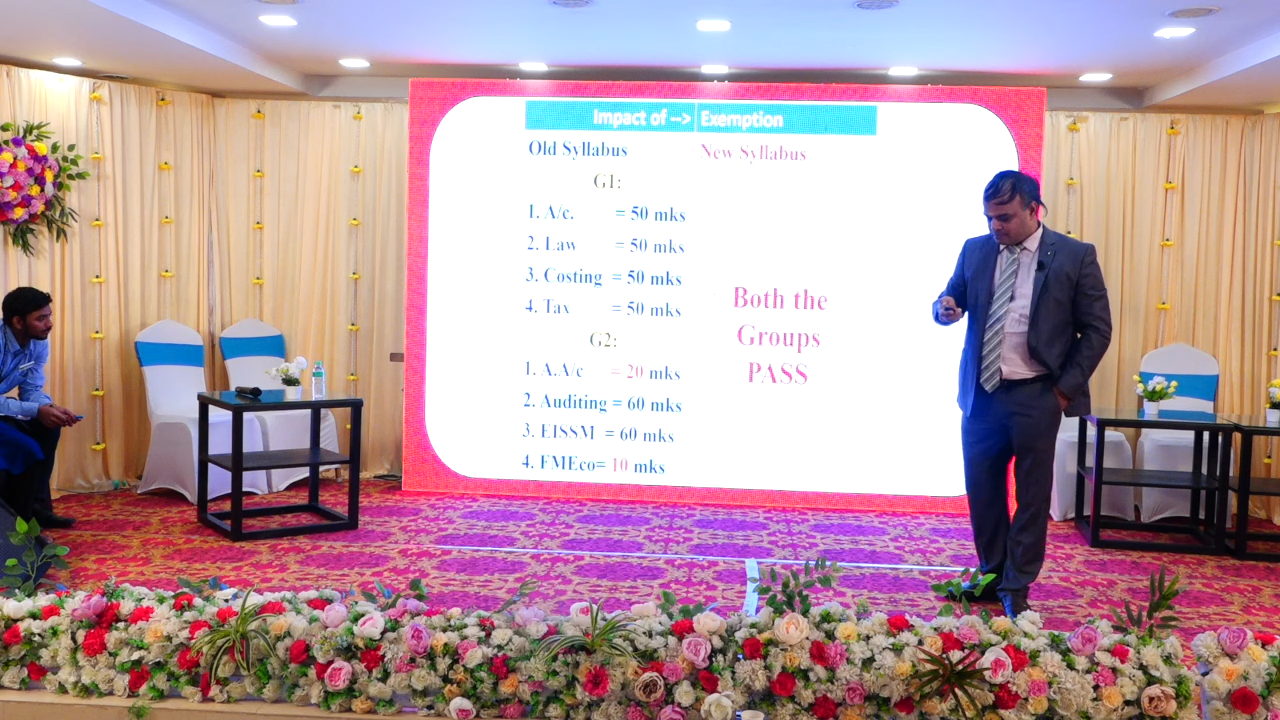 Impact of --> Exemption
Old Syllabus New Syllabus
G1:
1. A/c. = 50 mks
2. Law = 50 mks
3. Costing = 50 mks
4. Tax = 50 mks
G2:
1. A.A/c = 20 mks
2. Auditing = 60 mks
3. EISSM = 60 mks
4. FMEco= 10 mks
Both the
Groups
PASS